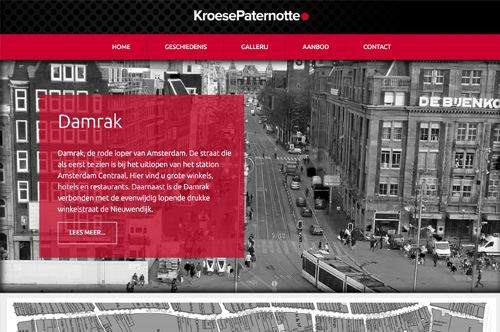 KroesePaternotte
HOME GESCHIEDENIS GALLERIJ AANBOD CONTACT
DE BIJENKO
Damrak
Damrak, de rode loper van Amsterdam. De straat die
als eerst te zien is bij het uitlopen van het station
Amsterdam Centraal. Hier vind u grote winkels,
hotels en restaurants. Daarnaast is de Damrak
verbonden met de evenwijdig lopende drukke
winkelstraat de Nieuwendijk.
LEES MEER...